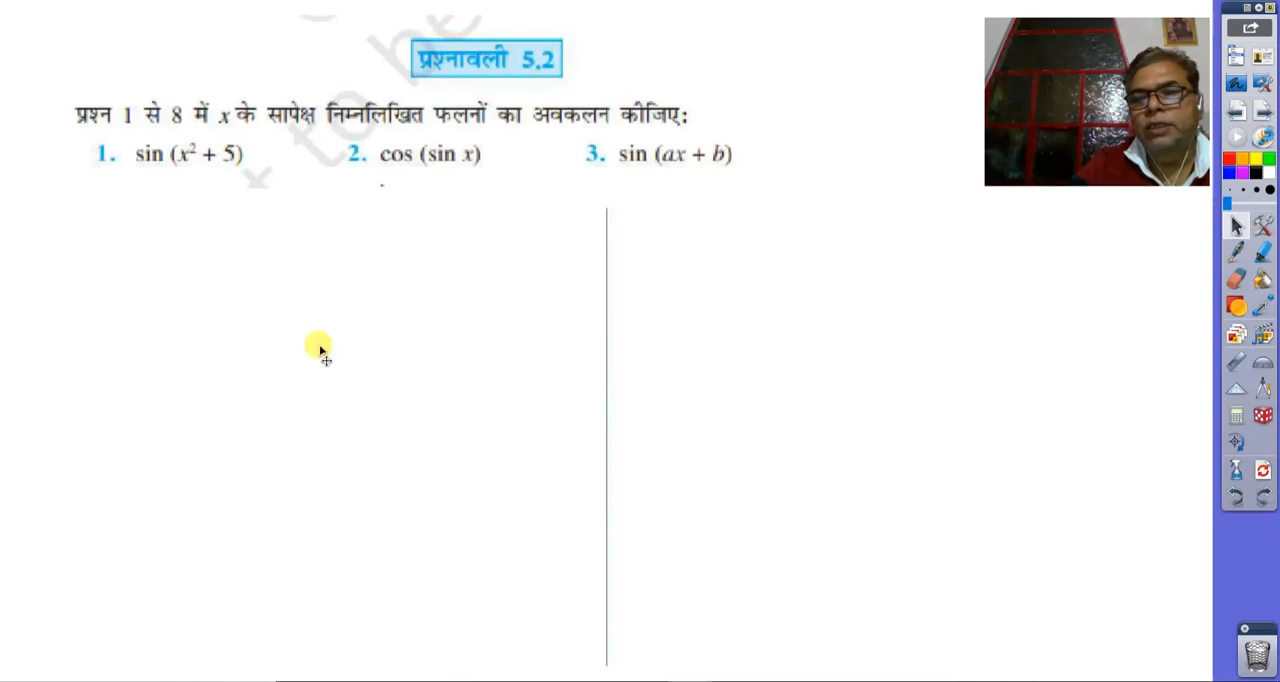 प्रश्नावली 5.2
प्रश्न 1 से 8 में x के सापेक्ष निम्नलिखित फलनों का अवकलन कीजिए:
1. sin (x² + 5) 2. cos (sin x) 3. sin (ax + b)